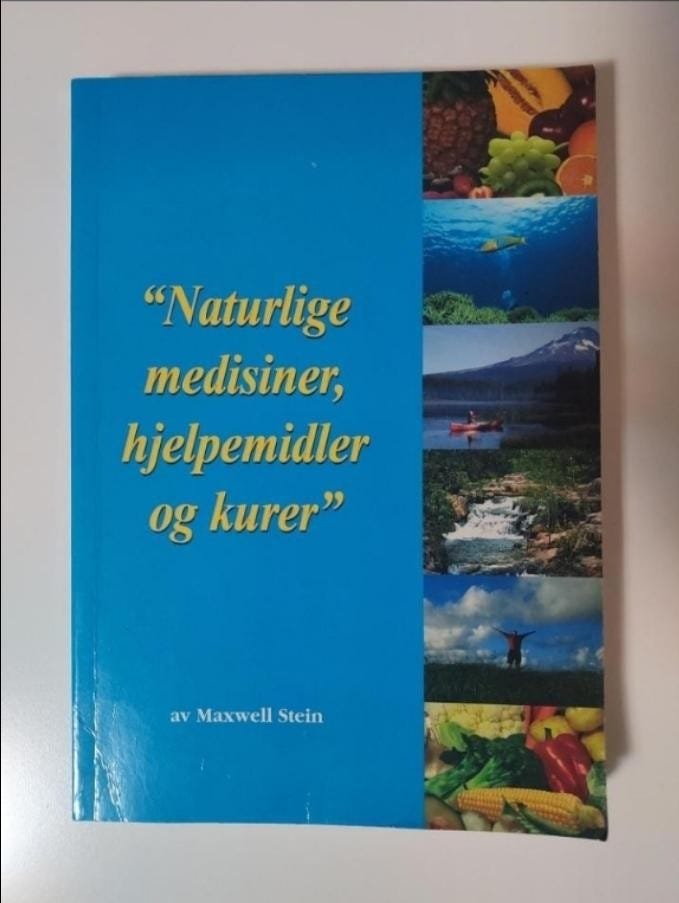 “Naturlige
medisiner,
hjelpemidler
og kurer”
av Maxwell Stein